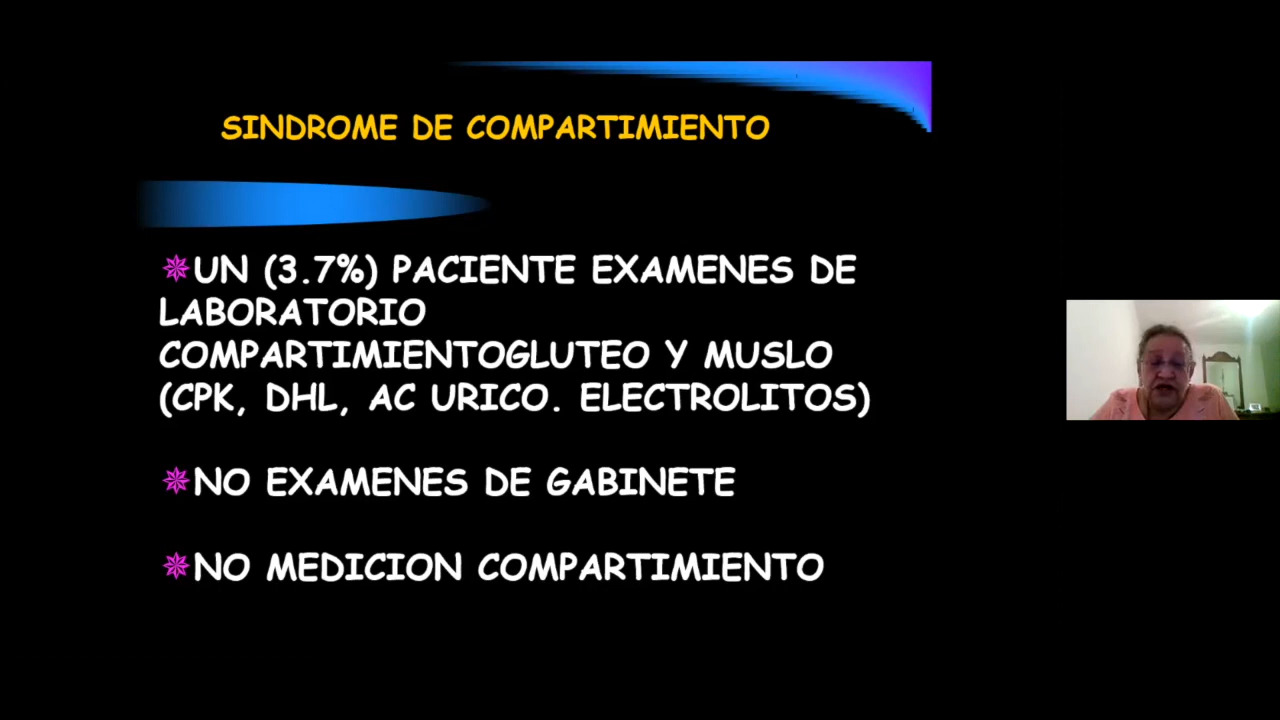 SINDROME DE COMPARTIMIENTO
UN (3.7%) PACIENTE EXAMENES DE
LABORATORIO
COMPARTIMIENTOGLUTEO Y MUSLO
(CPK, DHL, AC URICO. ELECTROLITOS)
NO EXAMENES DE GABINETE
NO MEDICION COMPARTIMIENTO